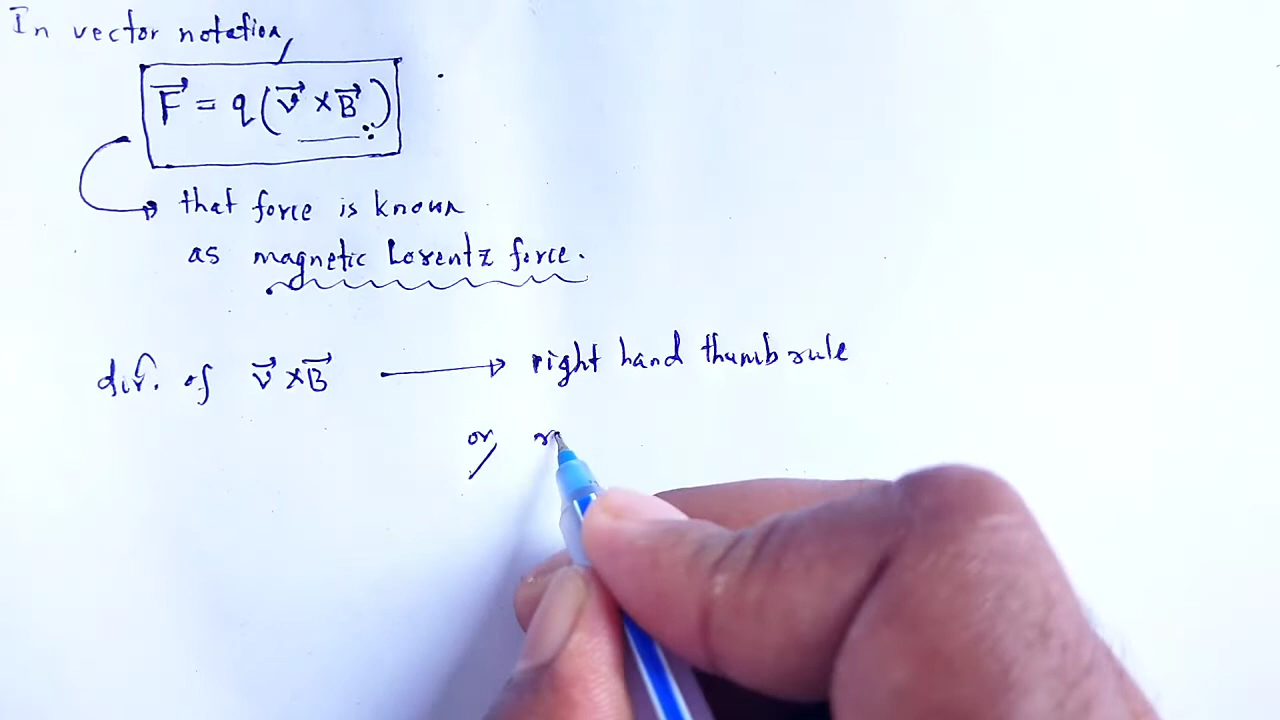 In vector notation,
F⃗ = q(v⃗ × B⃗)
that force is known
as magnetic Lorentz force.
dir. of v⃗ × B⃗ → right hand thumb rule
or, r